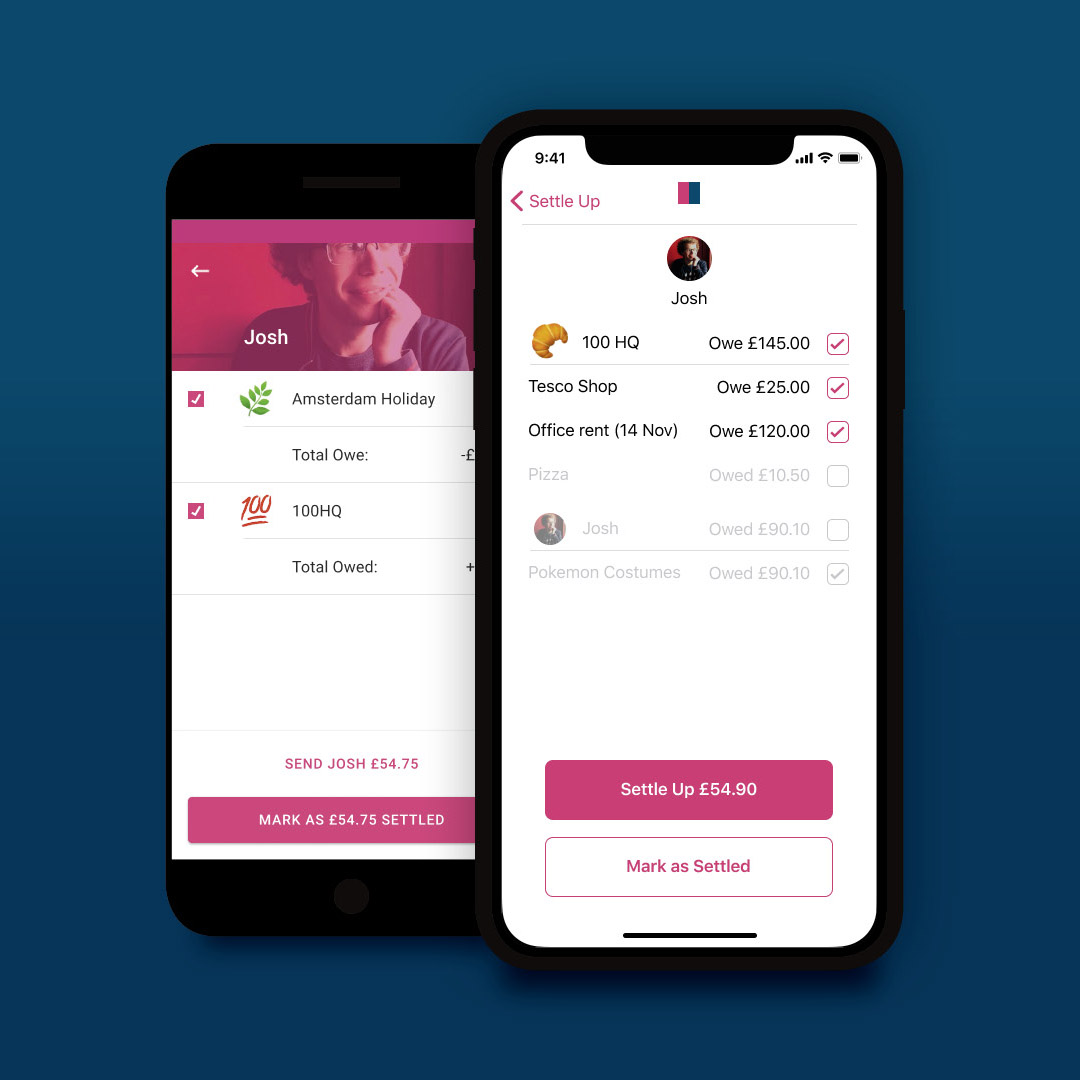 Josh
Amsterdam Holiday
Total Owe: -£
100
100HQ
Total Owed: +
SEND JOSH £54.75
MARK AS £54.75 SETTLED
9:41
Settle Up
Josh
100 HQ Owe £145.00
Tesco Shop Owe £25.00
Office rent (14 Nov) Owe £120.00
Pizza Owed £10.50
Josh Owed £90.10
Pokemon Costumes Owed £90.10
Settle Up £54.90
Mark as Settled